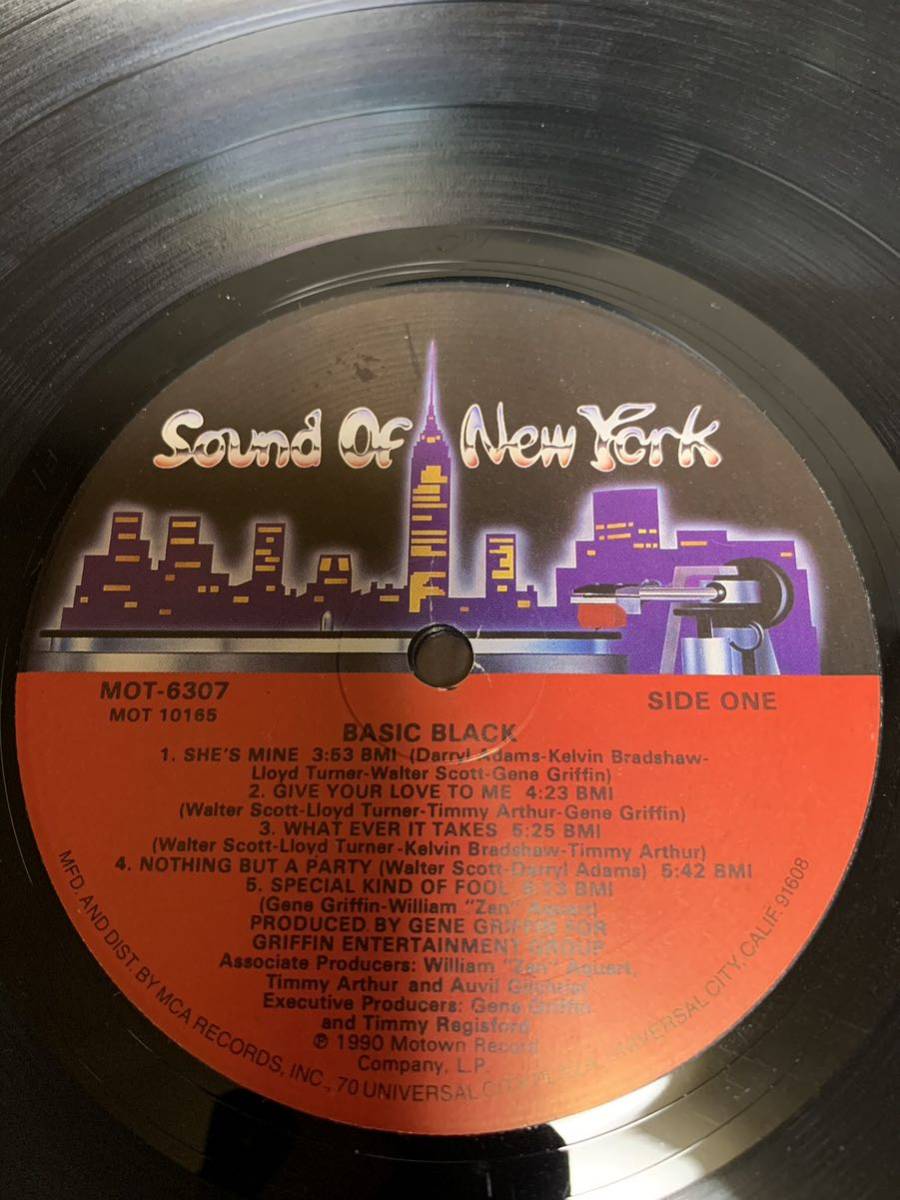 Sound Of New York
MOT-6307
MOT 10165
SIDE ONE
BASIC BLACK
1. SHE'S MINE 3:53 BMI (Darryl Adams-Kelvin Bradshaw-
Lloyd Turner-Walter Scott-Gene Griffin)
2. GIVE YOUR LOVE TO ME 4:23 BMI
(Walter Scott-Lloyd Turner-Timmy Arthur-Gene Griffin)
3. WHAT EVER IT TAKES 5:25 BMI
(Walter Scott-Lloyd Turner-Kelvin Bradshaw-Timmy Arthur)
4. NOTHING BUT A PARTY (Walter Scott-Darryl Adams) 5:42 BMI
5. SPECIAL KIND OF FOOL BMI
(Gene Griffin-William "Zen" Aquart)
PRODUCED BY GENE GRIFFIN FOR
GRIFFIN ENTERTAINMENT GROUP
Associate Producers: William "Zen" Aquart,
Timmy Arthur and Auvil Gilchrist
Executive Producers: Gene Griffin
and Timmy Regisford
℗ 1990 Motown Record
Company, L.P.
MFD. AND DIST. BY MCA RECORDS, INC., 70 UNIVERSAL CITY PLAZA, UNIVERSAL CITY, CALIF. 91608